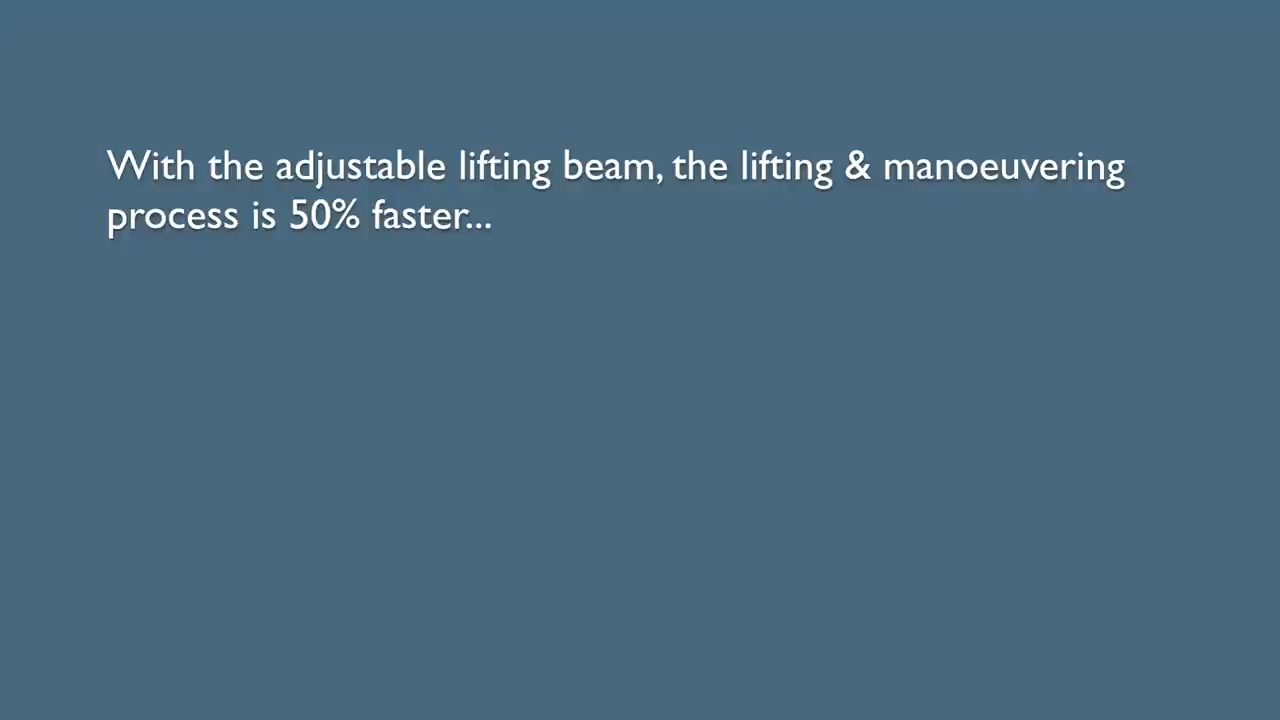 With the adjustable lifting beam, the lifting & manoeuvering
process is 50% faster...